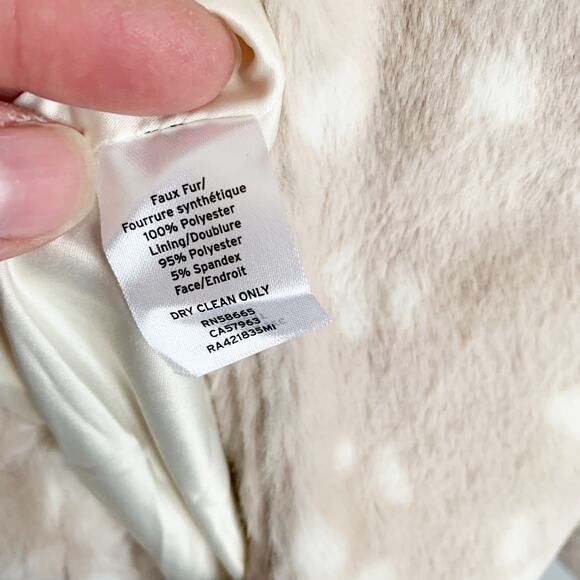 Faux Fur/
Fourrure synthétique
100% Polyester
Lining/Doublure
95% Polyester
5% Spandex
Face/Endroit
DRY CLEAN ONLY
RN58665
CA57963
RA421835MI